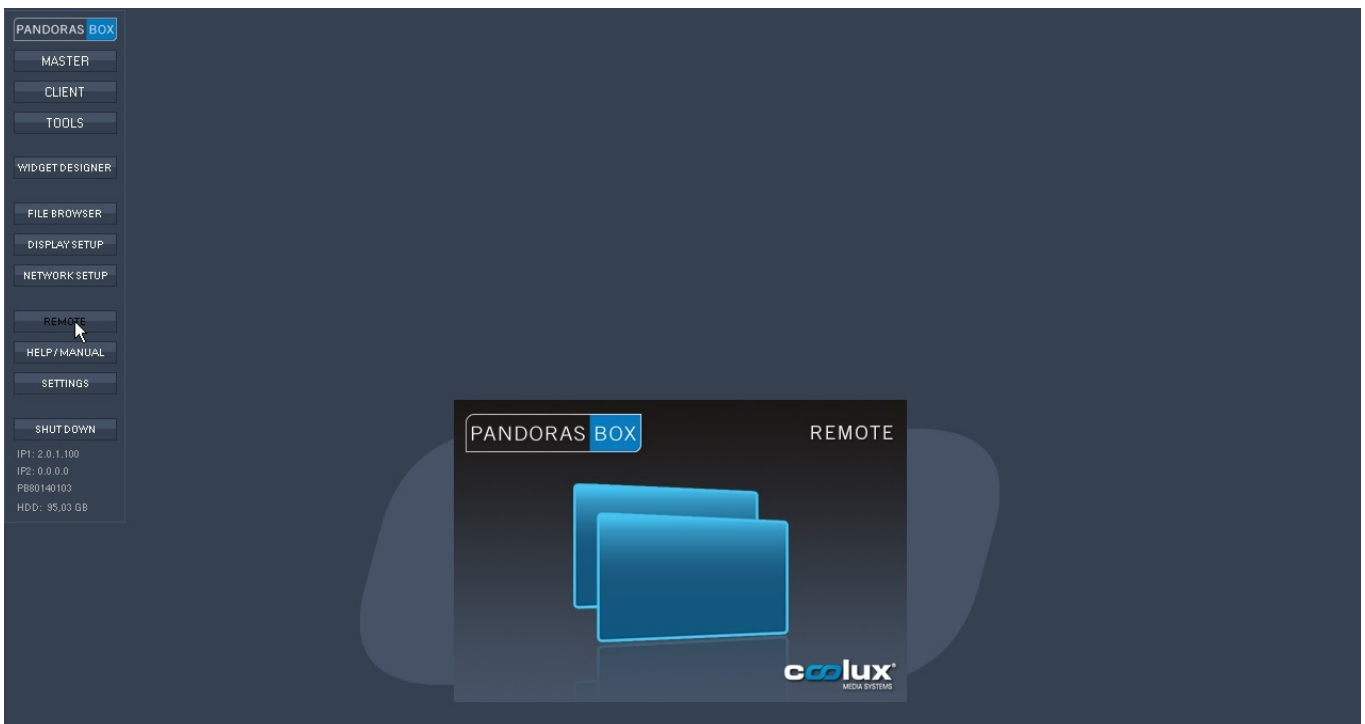 PANDORAS BOX
MASTER
CLIENT
TOOLS
WIDGET DESIGNER
FILE BROWSER
DISPLAY SETUP
NETWORK SETUP
REMOTE
HELP/MANUAL
SETTINGS
SHUT DOWN
IP1: 2.0.1.100
IP2: 0.0.0.0
PB80140103
HDD: 95,03 GB
PANDORAS BOX
REMOTE
coolux
MEDIA SYSTEMS